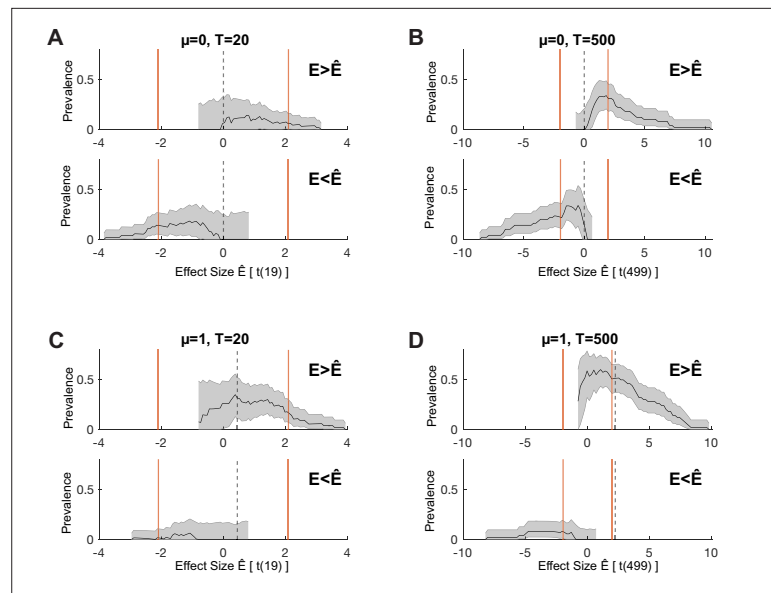 A
μ=0, T=20
Prevalence
0.5
0
E>Ê
-4 -2 0 2 4
Prevalence
0.5
0
E<Ê
-4 -2 0 2 4
Effect Size Ê [ t(19) ]
B
μ=0, T=500
Prevalence
0.5
0
E>Ê
-10 -5 0 5 10
Prevalence
0.5
0
E<Ê
-10 -5 0 5 10
Effect Size Ê [ t(499) ]
C
μ=1, T=20
Prevalence
0.5
0
E>Ê
-4 -2 0 2 4
Prevalence
0.5
0
E<Ê
-4 -2 0 2 4
Effect Size Ê [ t(19) ]
D
μ=1, T=500
Prevalence
0.5
0
E>Ê
-10 -5 0 5 10
Prevalence
0.5
0
E<Ê
-10 -5 0 5 10
Effect Size Ê [ t(499) ]